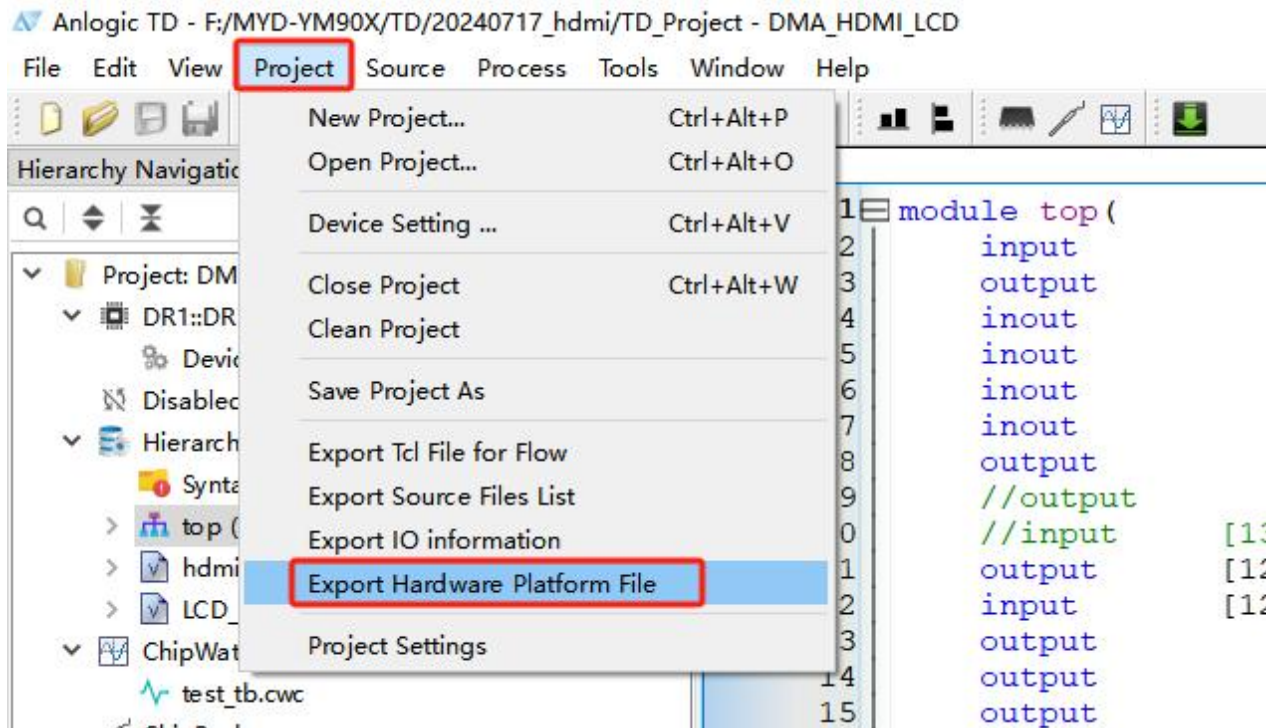 Anlogic TD - F:/MYD-YM90X/TD/20240717_hdmi/TD_Project - DMA_HDMI_LCD
File Edit View Project Source Process Tools Window Help
Hierarchy Navigatio
New Project... Ctrl+Alt+P
Open Project... Ctrl+Alt+O
Device Setting ... Ctrl+Alt+V
Close Project Ctrl+Alt+W
Clean Project
Save Project As
Export Tcl File for Flow
Export Source Files List
Export IO information
Export Hardware Platform File
Project Settings
Project: DM
DR1::DR
Devic
Disabled
Hierarch
Synta
top (
hdmi
LCD_
ChipWat
test_tb.cwc
1 module top(
2 input
3 output
4 inout
5 inout
6 inout
7 inout
8 output
9 //output
0 //input [13
1 output [12
2 input [12
3 output
14 output
15 output